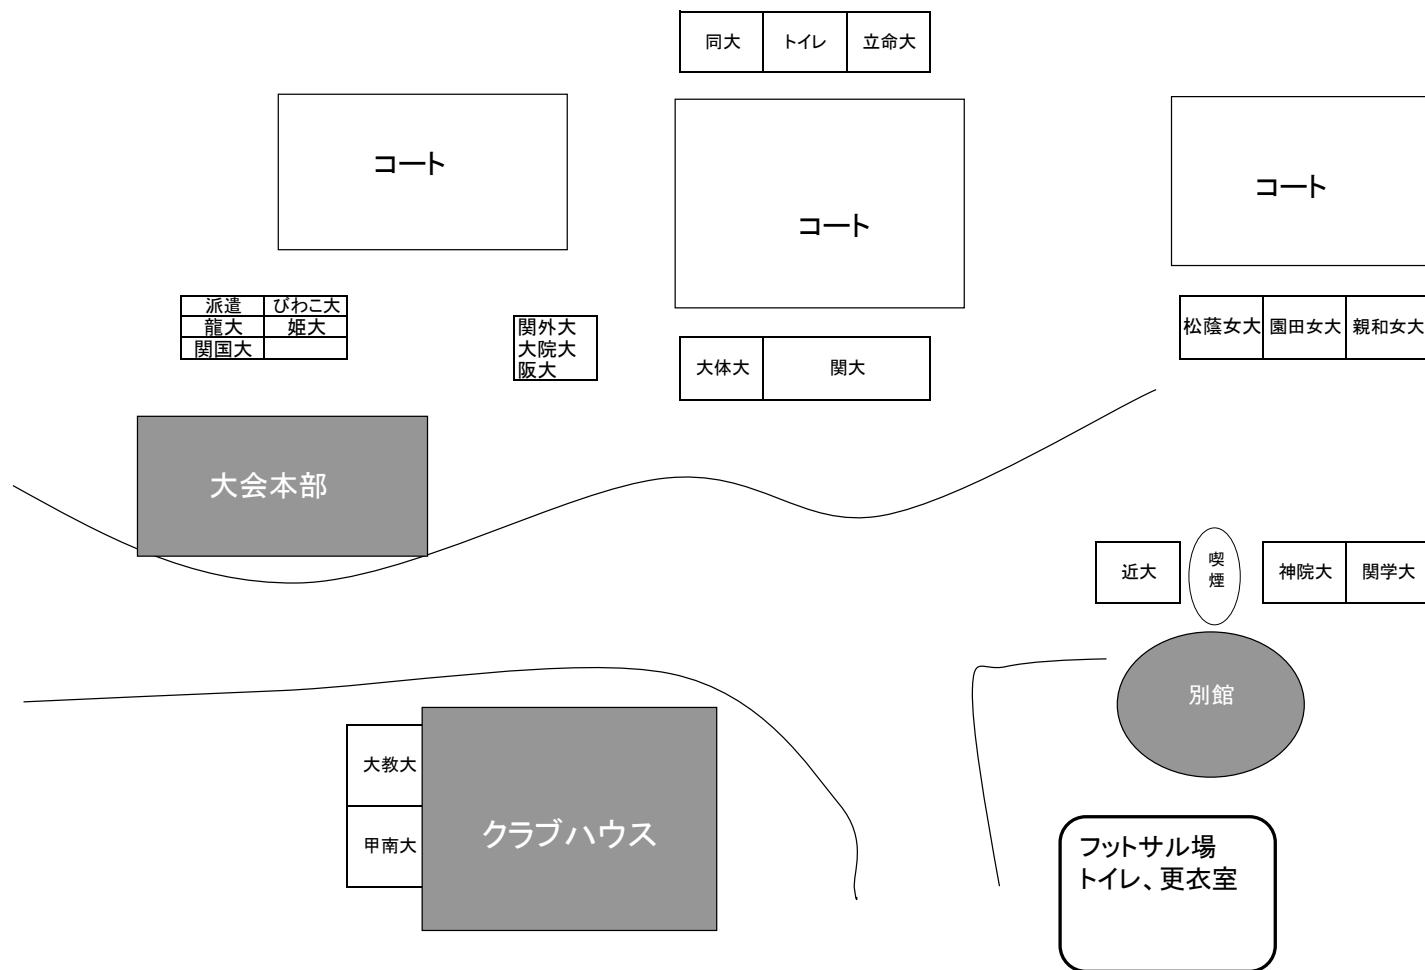 同大 トイレ 立命大
コート
コート
コート
派遣 びわこ大
龍大 姫大
関国大
関外大
大院大
阪大
大体大 関大
松蔭女大 園田女大 親和女大
大会本部
近大
喫
煙
神院大 関学大
別館
大教大
甲南大
クラブハウス
フットサル場
トイレ、更衣室